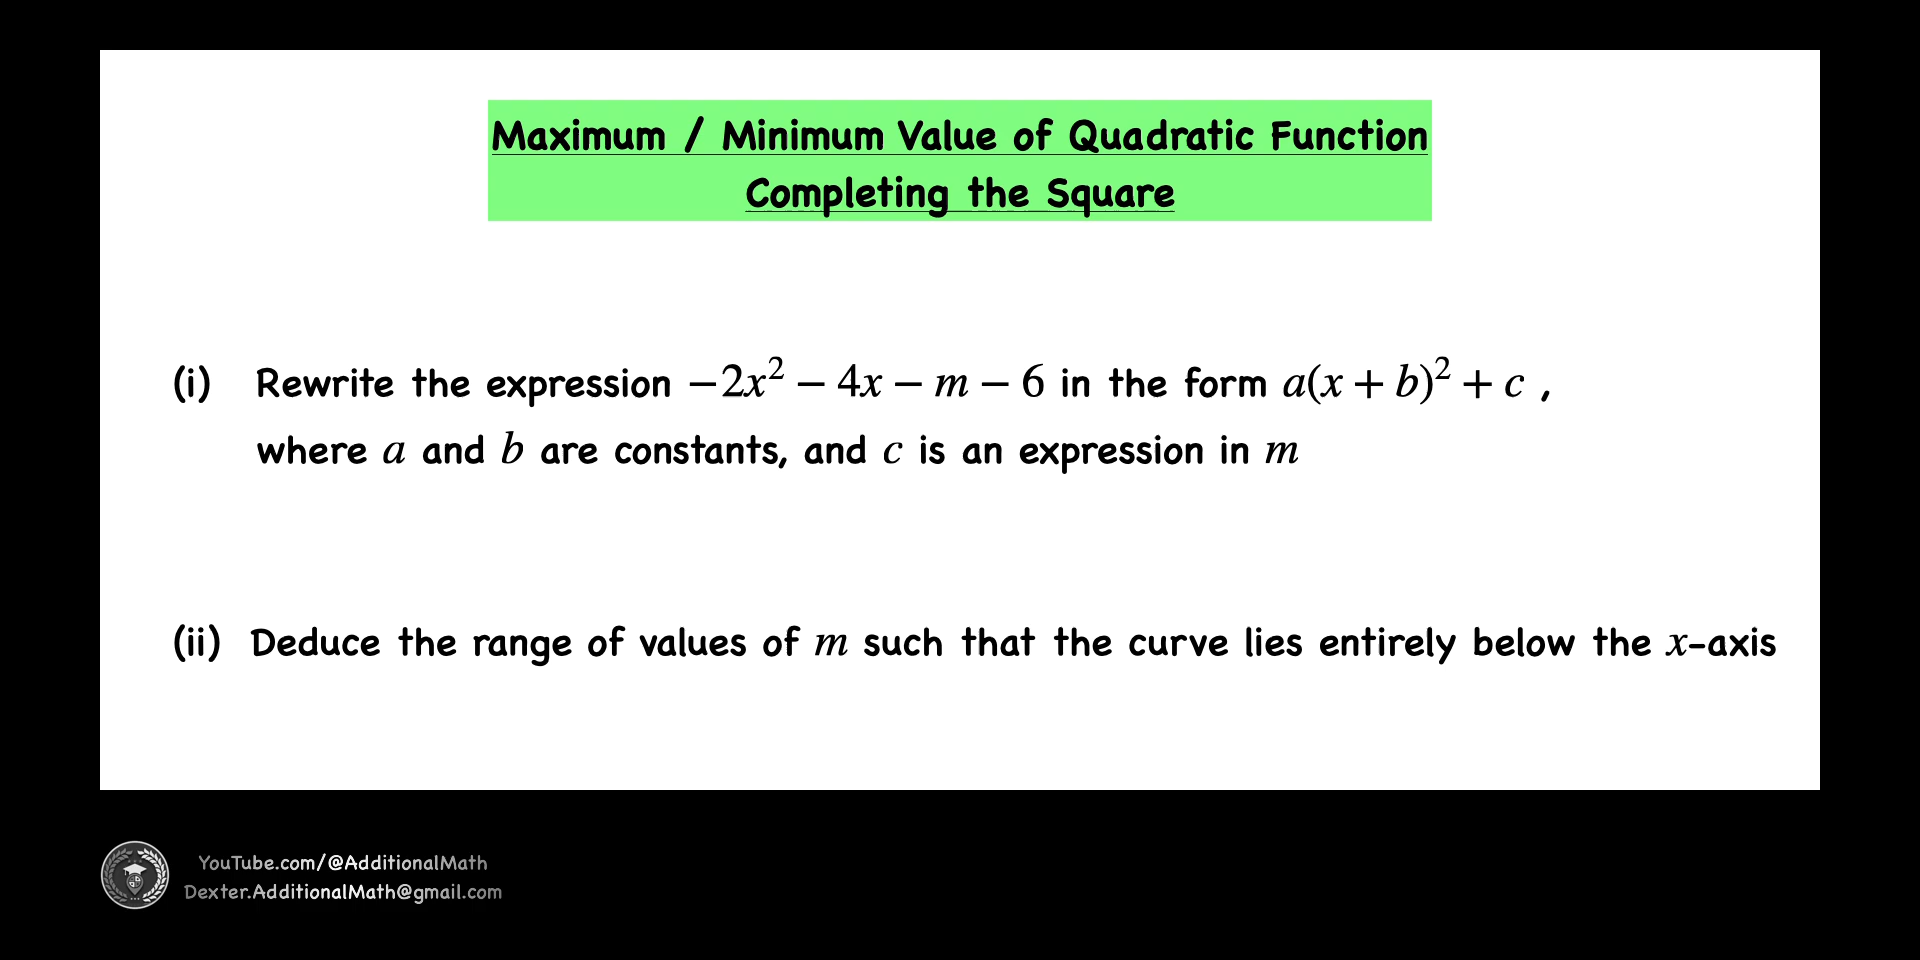 Maximum / Minimum Value of Quadratic Function
Completing the Square
(i) Rewrite the expression −2x² − 4x − m − 6 in the form a(x + b)² + c ,
where a and b are constants, and c is an expression in m
(ii) Deduce the range of values of m such that the curve lies entirely below the x-axis
YouTube.com/@AdditionalMath
Dexter.AdditionalMath@gmail.com